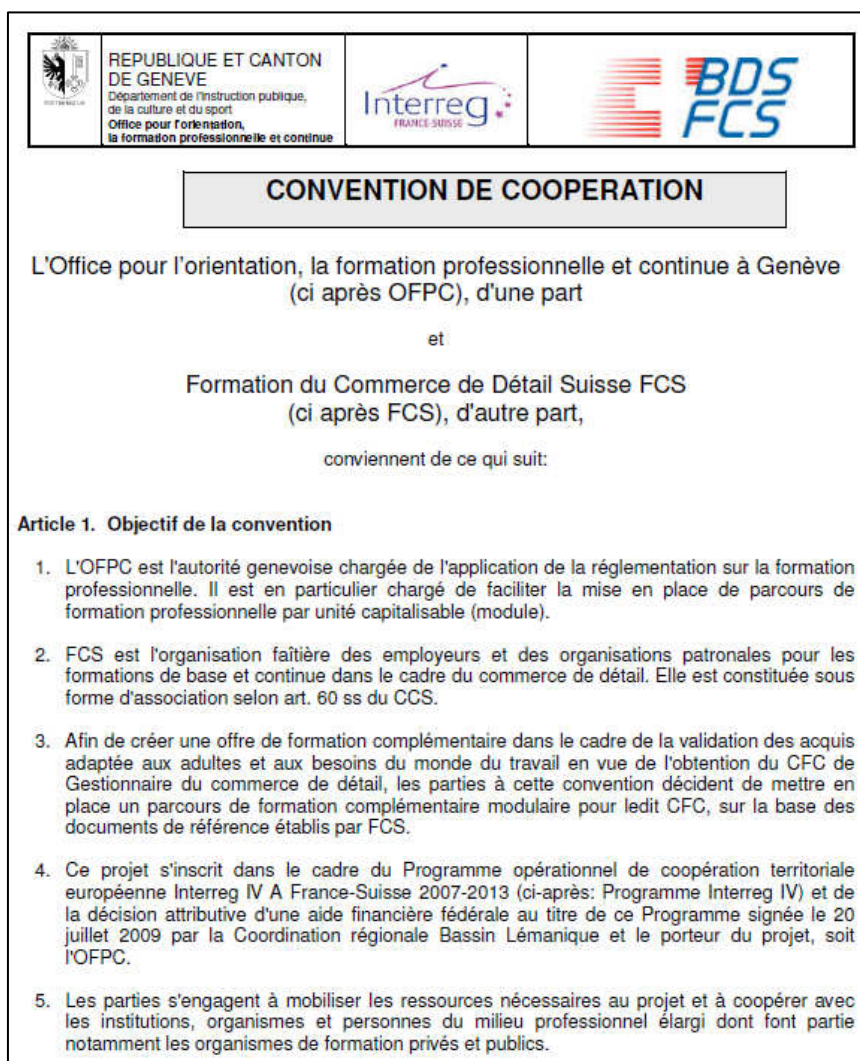 REPUBLIQUE ET CANTON
DE GENEVE
Département de l'instruction publique,
de la culture et du sport
Office pour l'orientation,
la formation professionnelle et continue
Interreg
FRANCE-SUISSE
BDS
FCS
CONVENTION DE COOPERATION
L'Office pour l'orientation, la formation professionnelle et continue à Genève
(ci après OFPC), d'une part
et
Formation du Commerce de Détail Suisse FCS
(ci après FCS), d'autre part,
conviennent de ce qui suit:
Article 1. Objectif de la convention
1. L'OFPC est l'autorité genevoise chargée de l'application de la réglementation sur la formation
professionnelle. Il est en particulier chargé de faciliter la mise en place de parcours de
formation professionnelle par unité capitalisable (module).
2. FCS est l'organisation faîtière des employeurs et des organisations patronales pour les
formations de base et continue dans le cadre du commerce de détail. Elle est constituée sous
forme d'association selon art. 60 ss du CCS.
3. Afin de créer une offre de formation complémentaire dans le cadre de la validation des acquis
adaptée aux adultes et aux besoins du monde du travail en vue de l'obtention du CFC de
Gestionnaire du commerce de détail, les parties à cette convention décident de mettre en
place un parcours de formation complémentaire modulaire pour ledit CFC, sur la base des
documents de référence établis par FCS.
4. Ce projet s'inscrit dans le cadre du Programme opérationnel de coopération territoriale
européenne Interreg IV A France-Suisse 2007-2013 (ci-après: Programme Interreg IV) et de
la décision attributive d'une aide financière fédérale au titre de ce Programme signée le 20
juillet 2009 par la Coordination régionale Bassin Lémanique et le porteur du projet, soit
l'OFPC.
5. Les parties s'engagent à mobiliser les ressources nécessaires au projet et à coopérer avec
les institutions, organismes et personnes du milieu professionnel élargi dont font partie
notamment les organismes de formation privés et publics.